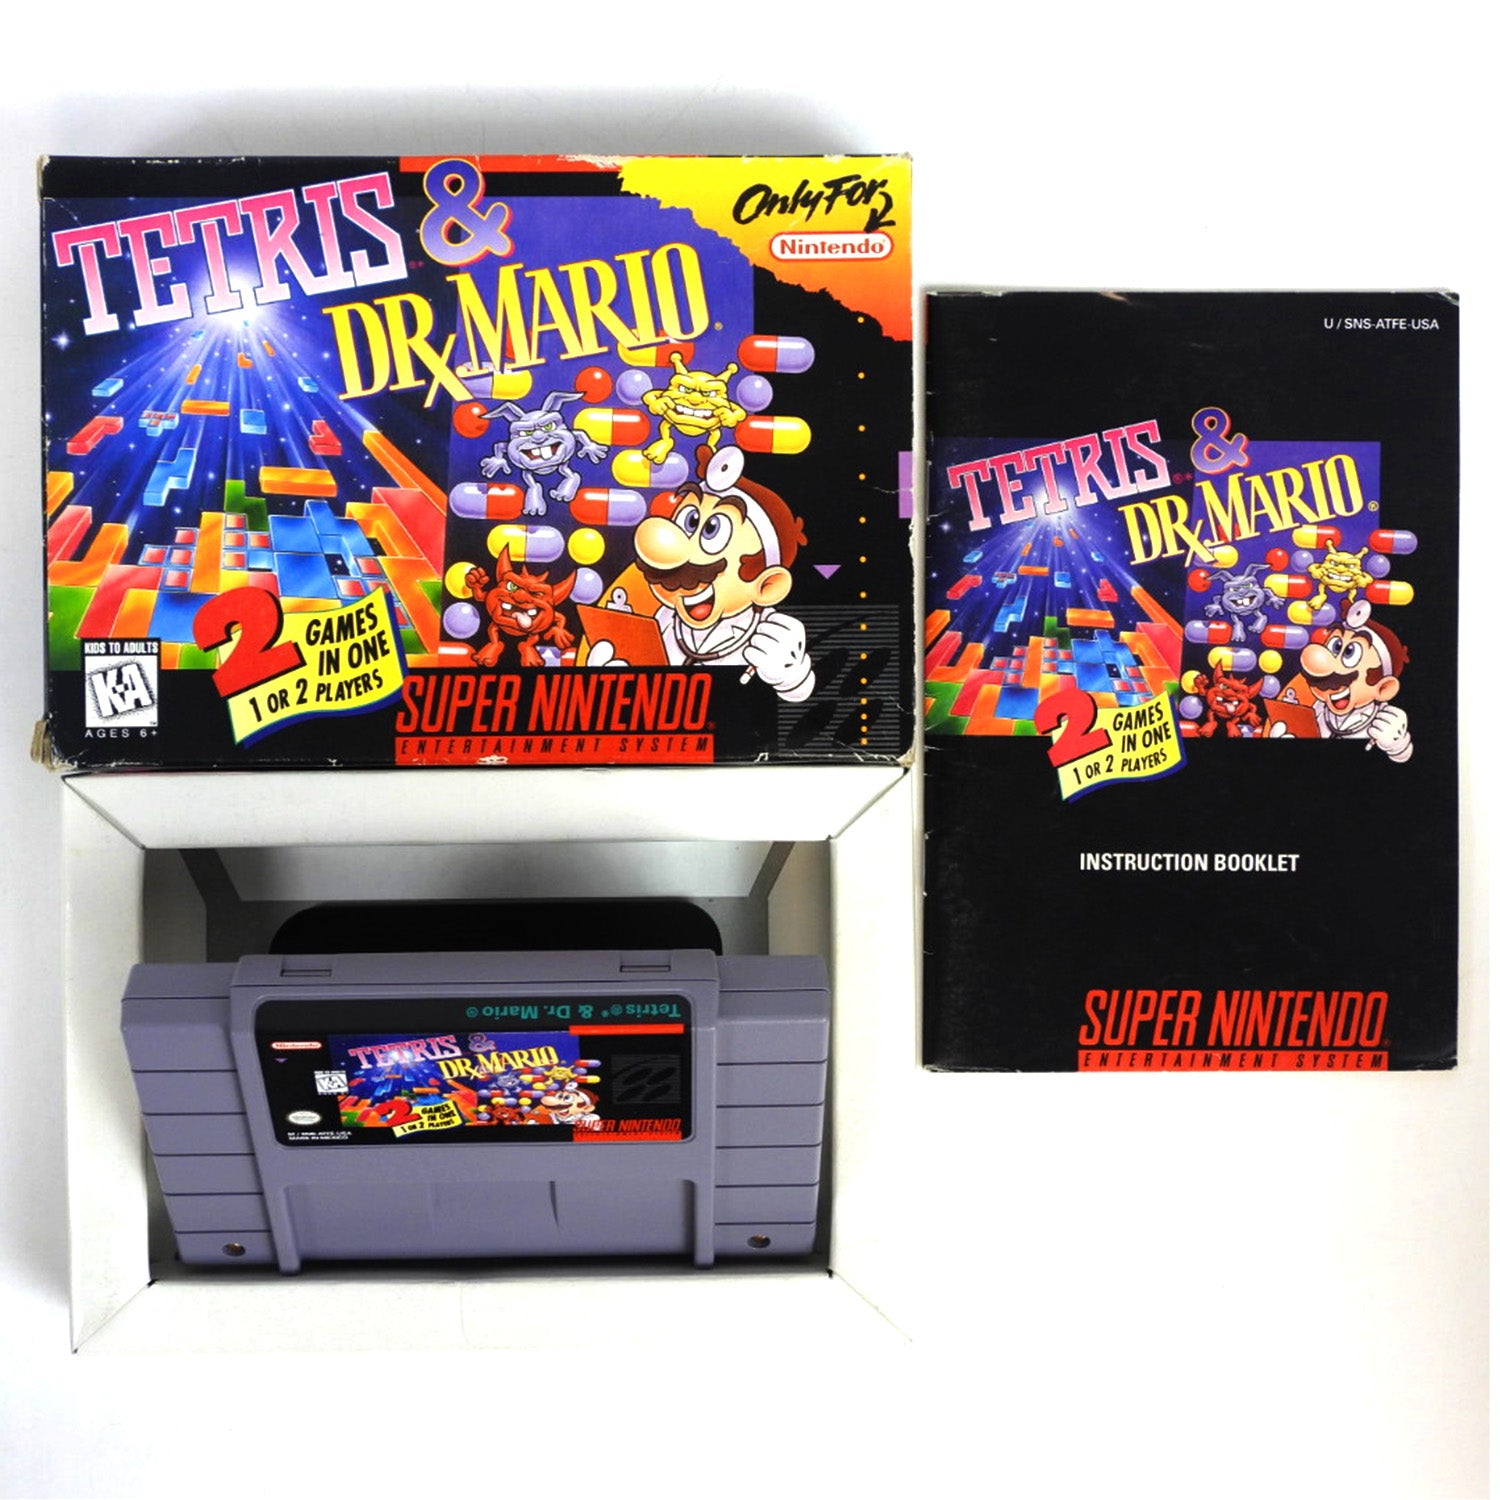 TETRIS &
DR. MARIO®
Only For
Nintendo®
2 GAMES
IN ONE
1 OR 2 PLAYERS
KIDS TO ADULTS
K-A
AGES 6+
SUPER NINTENDO®
ENTERTAINMENT SYSTEM
U / SNS-ATFE-USA
TETRIS®* &
DR. MARIO®
2 GAMES
IN ONE
1 OR 2 PLAYERS
INSTRUCTION BOOKLET
SUPER NINTENDO®
ENTERTAINMENT SYSTEM
Tetris®* & Dr. Mario®
Nintendo
TETRIS &
DR. MARIO
K-A
2 GAMES
IN ONE
1 OR 2 PLAYERS
M / SNS-ATFE-USA
MADE IN MEXICO
SUPER NINTENDO